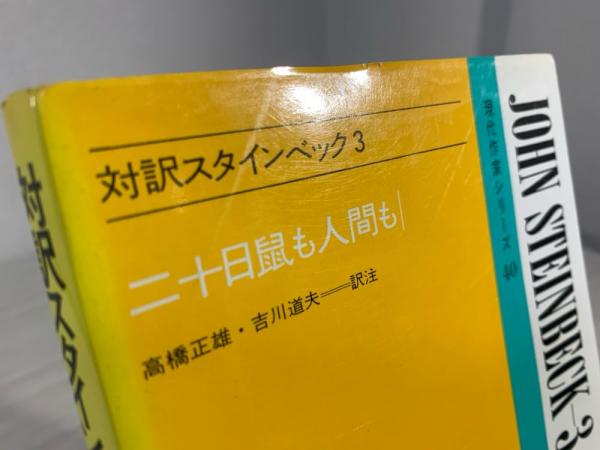 対訳スタインベック3
二十日鼠も人間も
高橋正雄・吉川道夫──訳注
現代作家シリーズ 40
JOHN STEINBECK-3
対訳スタイン